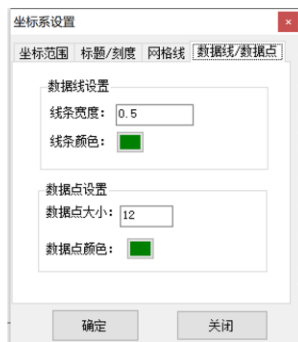 坐标系设置
坐标范围 标题/刻度 网格线 数据线/数据点
数据线设置
线条宽度: 0.5
线条颜色:
数据点设置
数据点大小: 12
数据点颜色:
确定 关闭